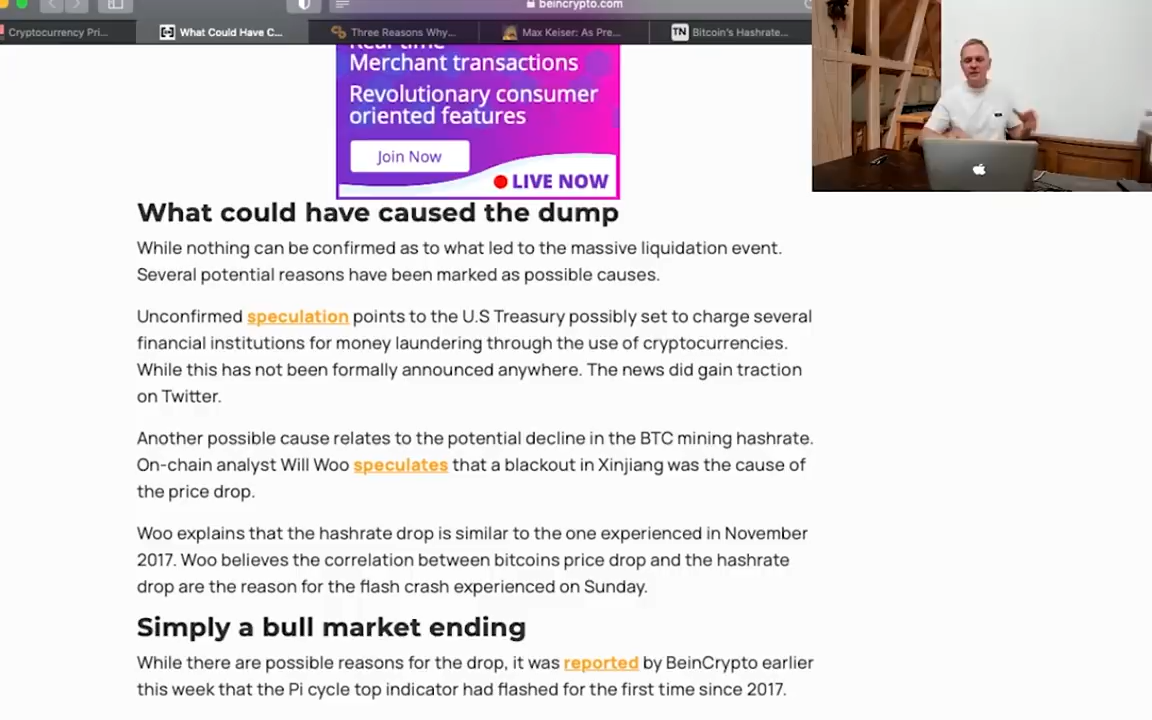 beincrypto.com
Cryptocurrency Pri...
What Could Have C...
Three Reasons Why...
Max Keiser: As Pre...
TN Bitcoin's Hashrate...
Real-time
Merchant transactions
Revolutionary consumer
oriented features
Join Now
LIVE NOW
What could have caused the dump
While nothing can be confirmed as to what led to the massive liquidation event.
Several potential reasons have been marked as possible causes.
Unconfirmed speculation points to the U.S Treasury possibly set to charge several
financial institutions for money laundering through the use of cryptocurrencies.
While this has not been formally announced anywhere. The news did gain traction
on Twitter.
Another possible cause relates to the potential decline in the BTC mining hashrate.
On-chain analyst Will Woo speculates that a blackout in Xinjiang was the cause of
the price drop.
Woo explains that the hashrate drop is similar to the one experienced in November
2017. Woo believes the correlation between bitcoins price drop and the hashrate
drop are the reason for the flash crash experienced on Sunday.
Simply a bull market ending
While there are possible reasons for the drop, it was reported by BeinCrypto earlier
this week that the Pi cycle top indicator had flashed for the first time since 2017.